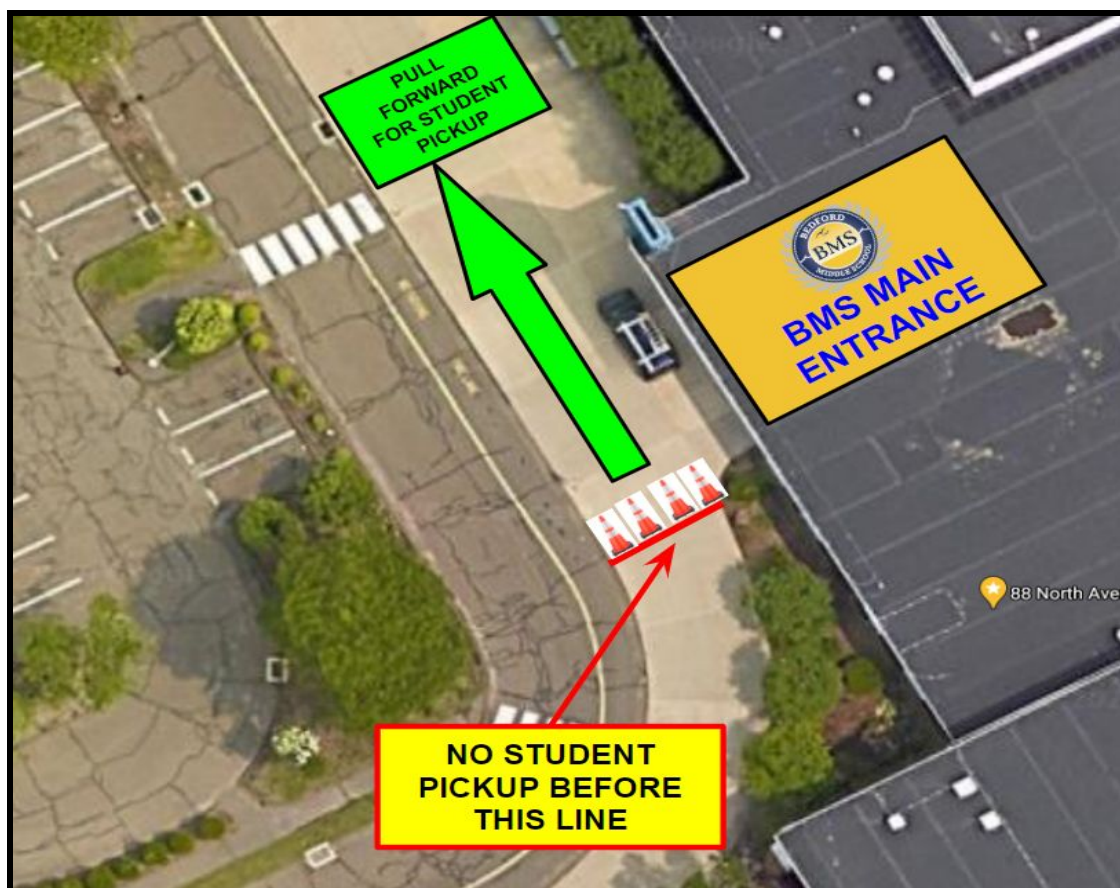 PULL
FORWARD
FOR STUDENT
PICKUP
BEDFORD
BMS
MIDDLE SCHOOL
BMS MAIN
ENTRANCE
88 North Ave
NO STUDENT
PICKUP BEFORE
THIS LINE